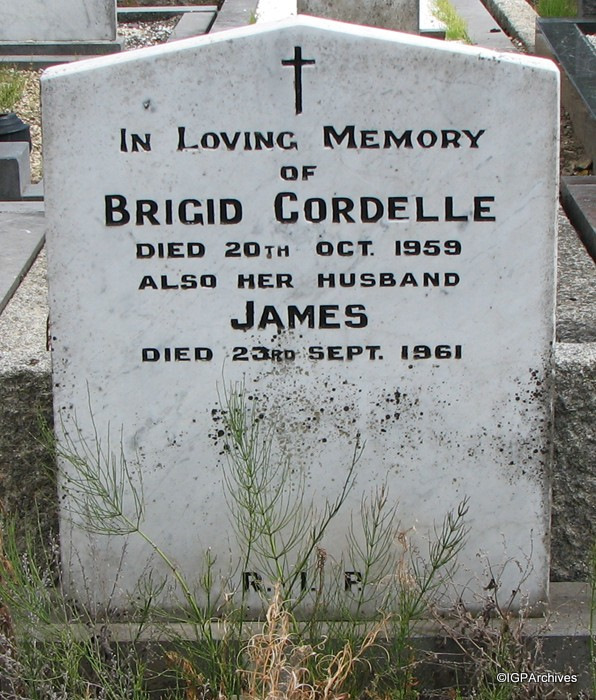 In Loving Memory
OF
BRIGID CORDELLE
DIED 20TH OCT. 1959
ALSO HER HUSBAND
JAMES
DIED 23RD SEPT. 1961
R. I. P.
©IGPArchives